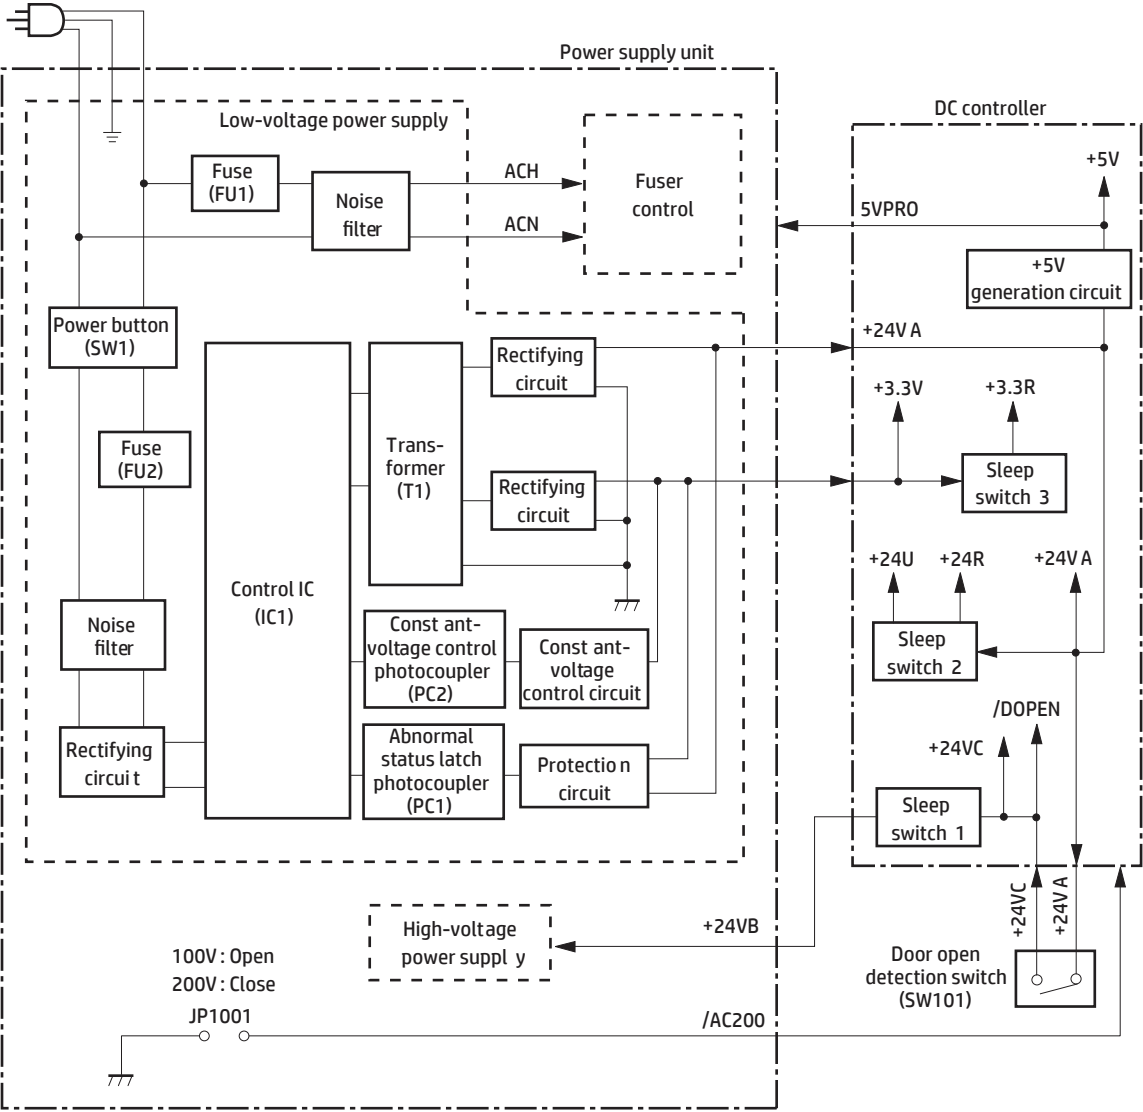 Power supply unit
DC controller
Low-voltage power supply
Fuse
(FU1)
Noise
filter
ACH
ACN
Fuser
control
+5V
5VPRO
+5V
generation circuit
Power button
(SW1)
+24V A
Rectifying
circuit
+3.3V
+3.3R
Fuse
(FU2)
Trans-
former
(T1)
Rectifying
circuit
Sleep
switch 3
Control IC
(IC1)
+24U
+24R
+24V A
Noise
filter
Const ant-
voltage control
photocoupler
(PC2)
Const ant-
voltage
control circuit
Sleep
switch 2
/DOPEN
+24VC
Rectifying
circui t
Abnormal
status latch
photocoupler
(PC1)
Protectio n
circuit
Sleep
switch 1
+24VC
+24V A
High-voltage
power suppl y
+24VB
Door open
detection switch
(SW101)
100V : Open
200V : Close
JP1001
/AC200